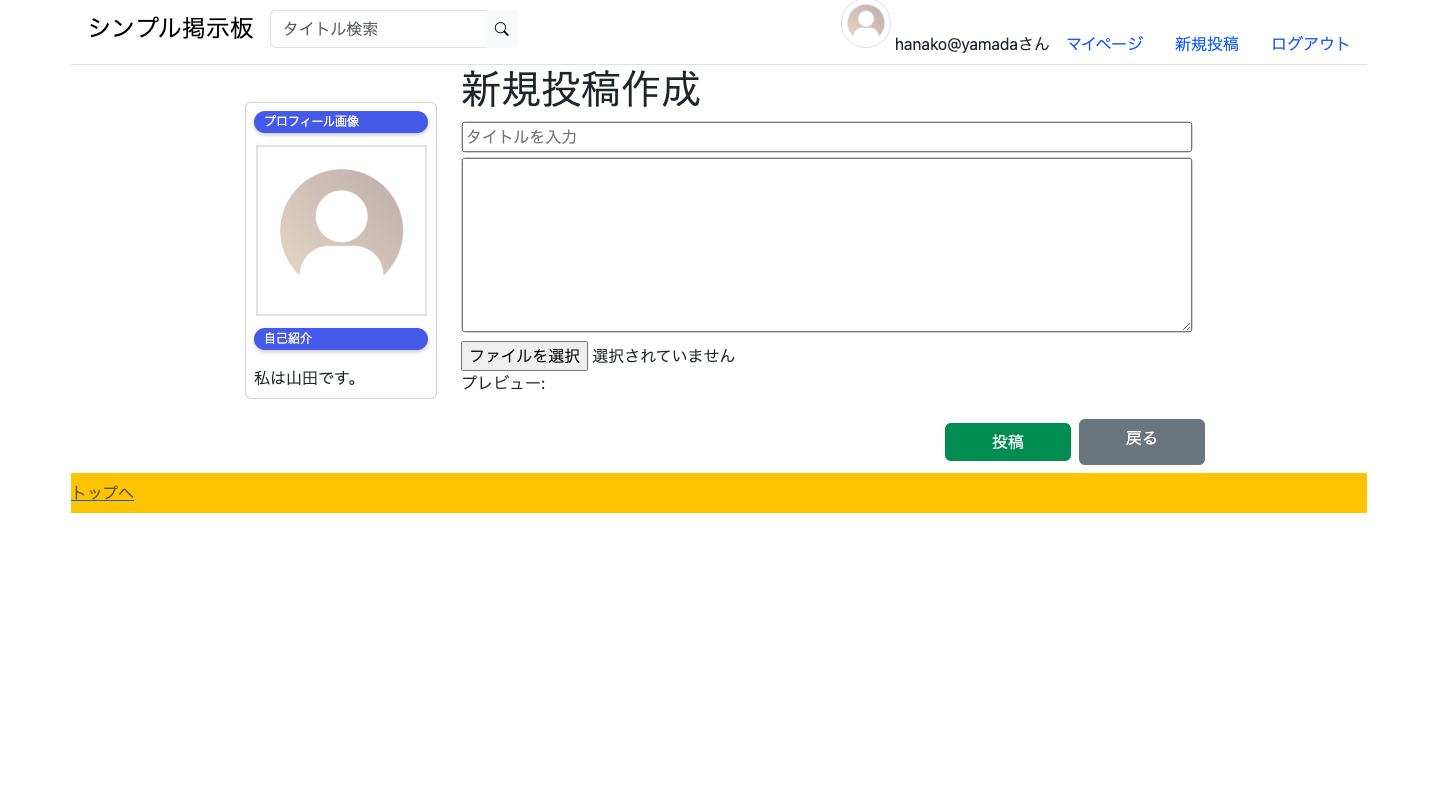 シンプル掲示板
タイトル検索
hanako@yamadaさん
マイページ
新規投稿
ログアウト
プロフィール画像
自己紹介
私は山田です。
新規投稿作成
タイトルを入力
ファイルを選択 選択されていません
プレビュー:
投稿
戻る
トップへ